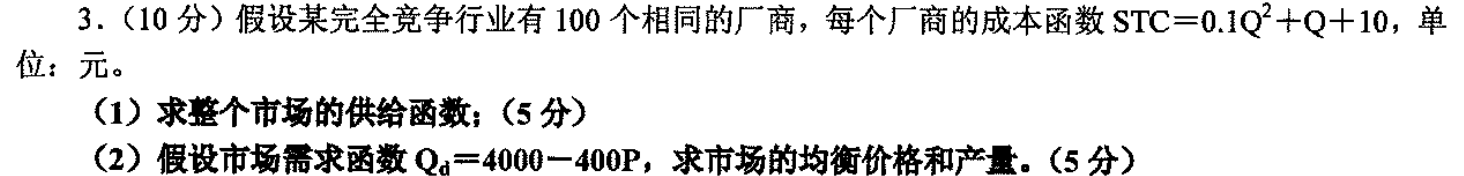 3.(10 分)假设某完全竞争行业有 100 个相同的厂商,每个厂商的成本函数 STC=0.1Q²+Q+10,单
位:元。
(1)求整个市场的供给函数;(5 分)
(2)假设市场需求函数 Qd=4000-400P,求市场的均衡价格和产量。(5 分)